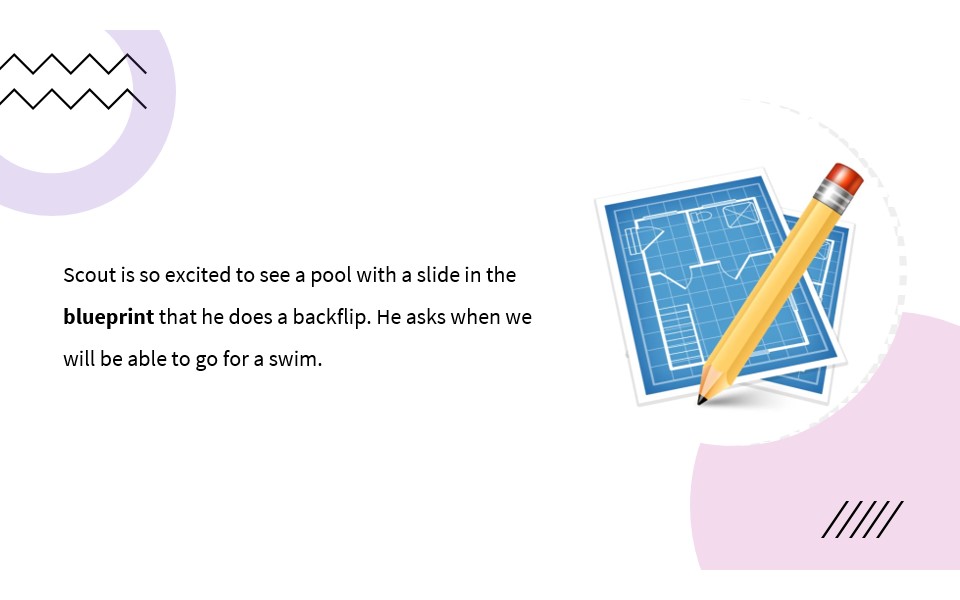 Scout is so excited to see a pool with a slide in the
blueprint that he does a backflip. He asks when we
will be able to go for a swim.